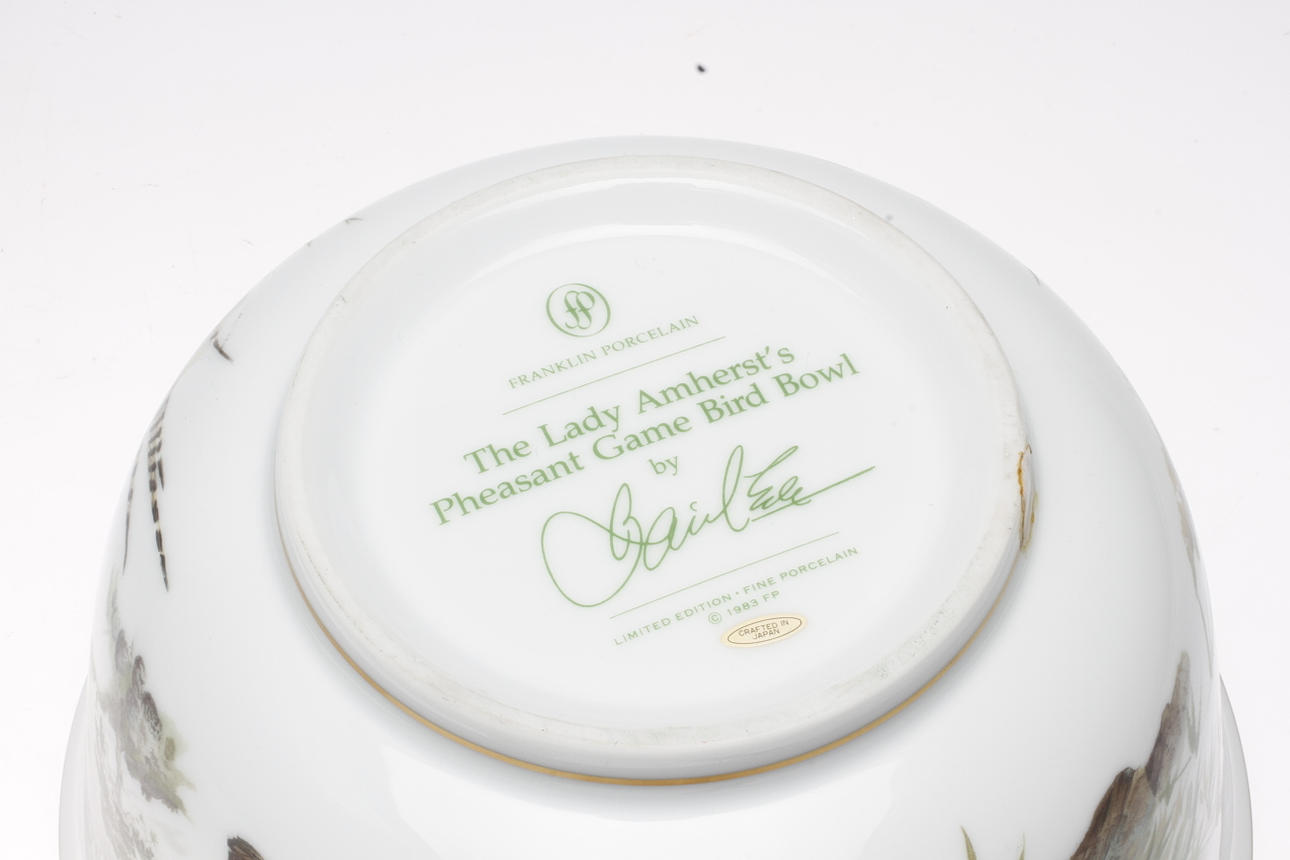 FP
FRANKLIN PORCELAIN
The Lady Amherst's
Pheasant Game Bird Bowl
by
LIMITED EDITION • FINE PORCELAIN
© 1983 FP
CRAFTED IN
JAPAN